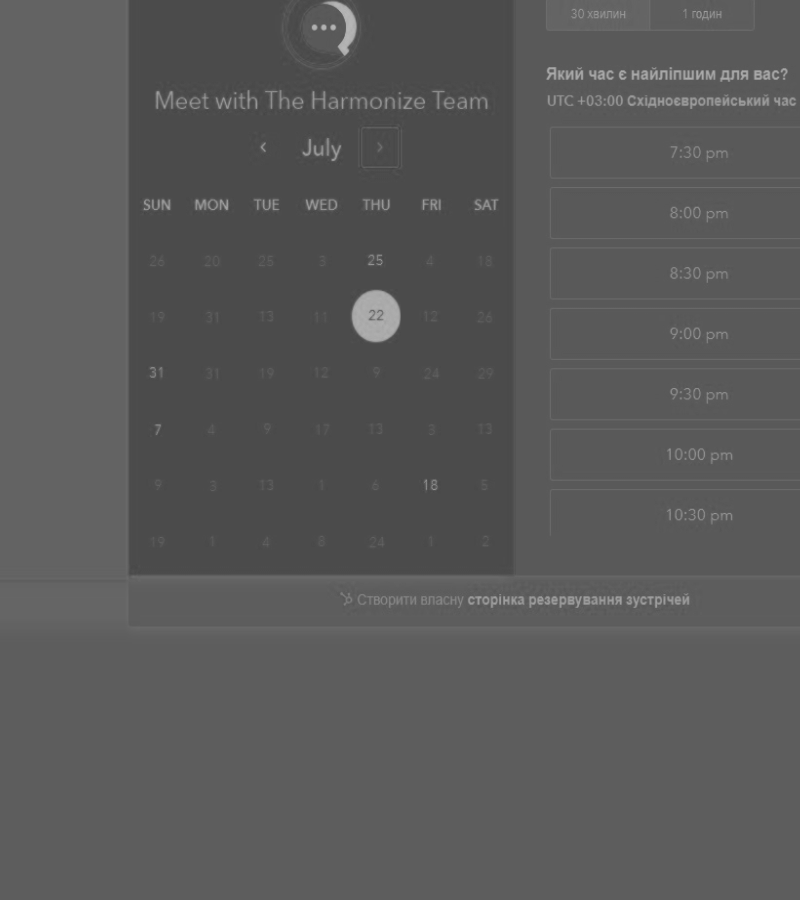 30 хвилин 1 годин
Який час є найліпшим для вас?
UTC +03:00 Східноєвропейський час
Meet with The Harmonize Team
July
SUN MON TUE WED THU FRI SAT
26 20 25 3 25 4 18
19 31 13 11 22 12 26
31 31 19 12 9 24 29
7 4 9 17 13 3 13
9 3 13 1 6 18 5
19 1 4 8 24 1 2
7:30 pm
8:00 pm
8:30 pm
9:00 pm
9:30 pm
10:00 pm
10:30 pm
Створити власну сторінка резервування зустрічей